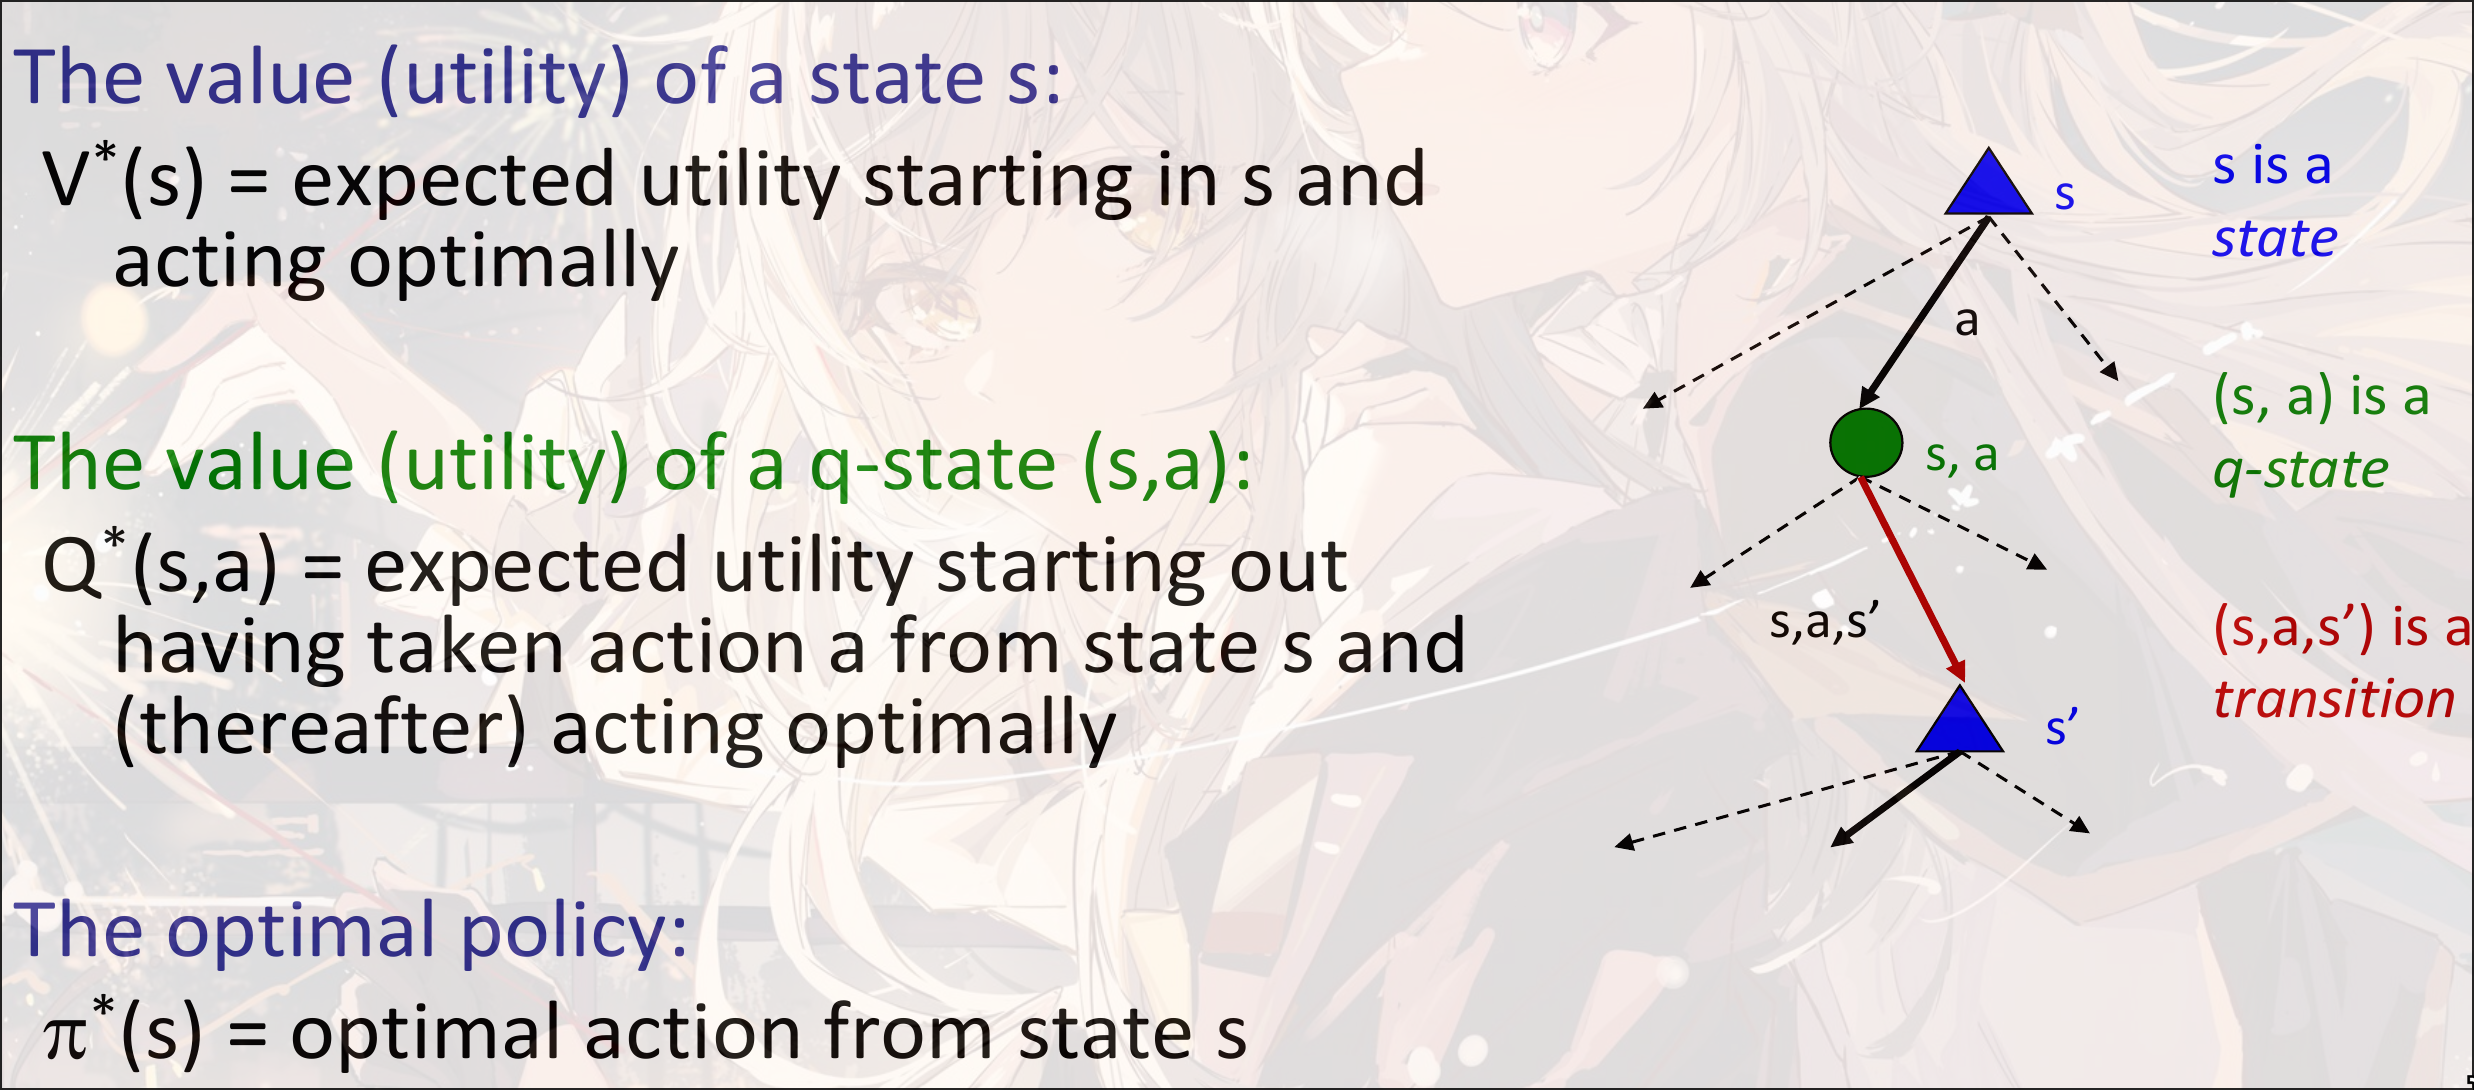 The value (utility) of a state s:
V*(s) = expected utility starting in s and
acting optimally
The value (utility) of a q-state (s,a):
Q*(s,a) = expected utility starting out
having taken action a from state s and
(thereafter) acting optimally
The optimal policy:
π*(s) = optimal action from state s
s
a
s, a
s,a,s’
s’
s is a
state
(s, a) is a
q-state
(s,a,s’) is a
transition